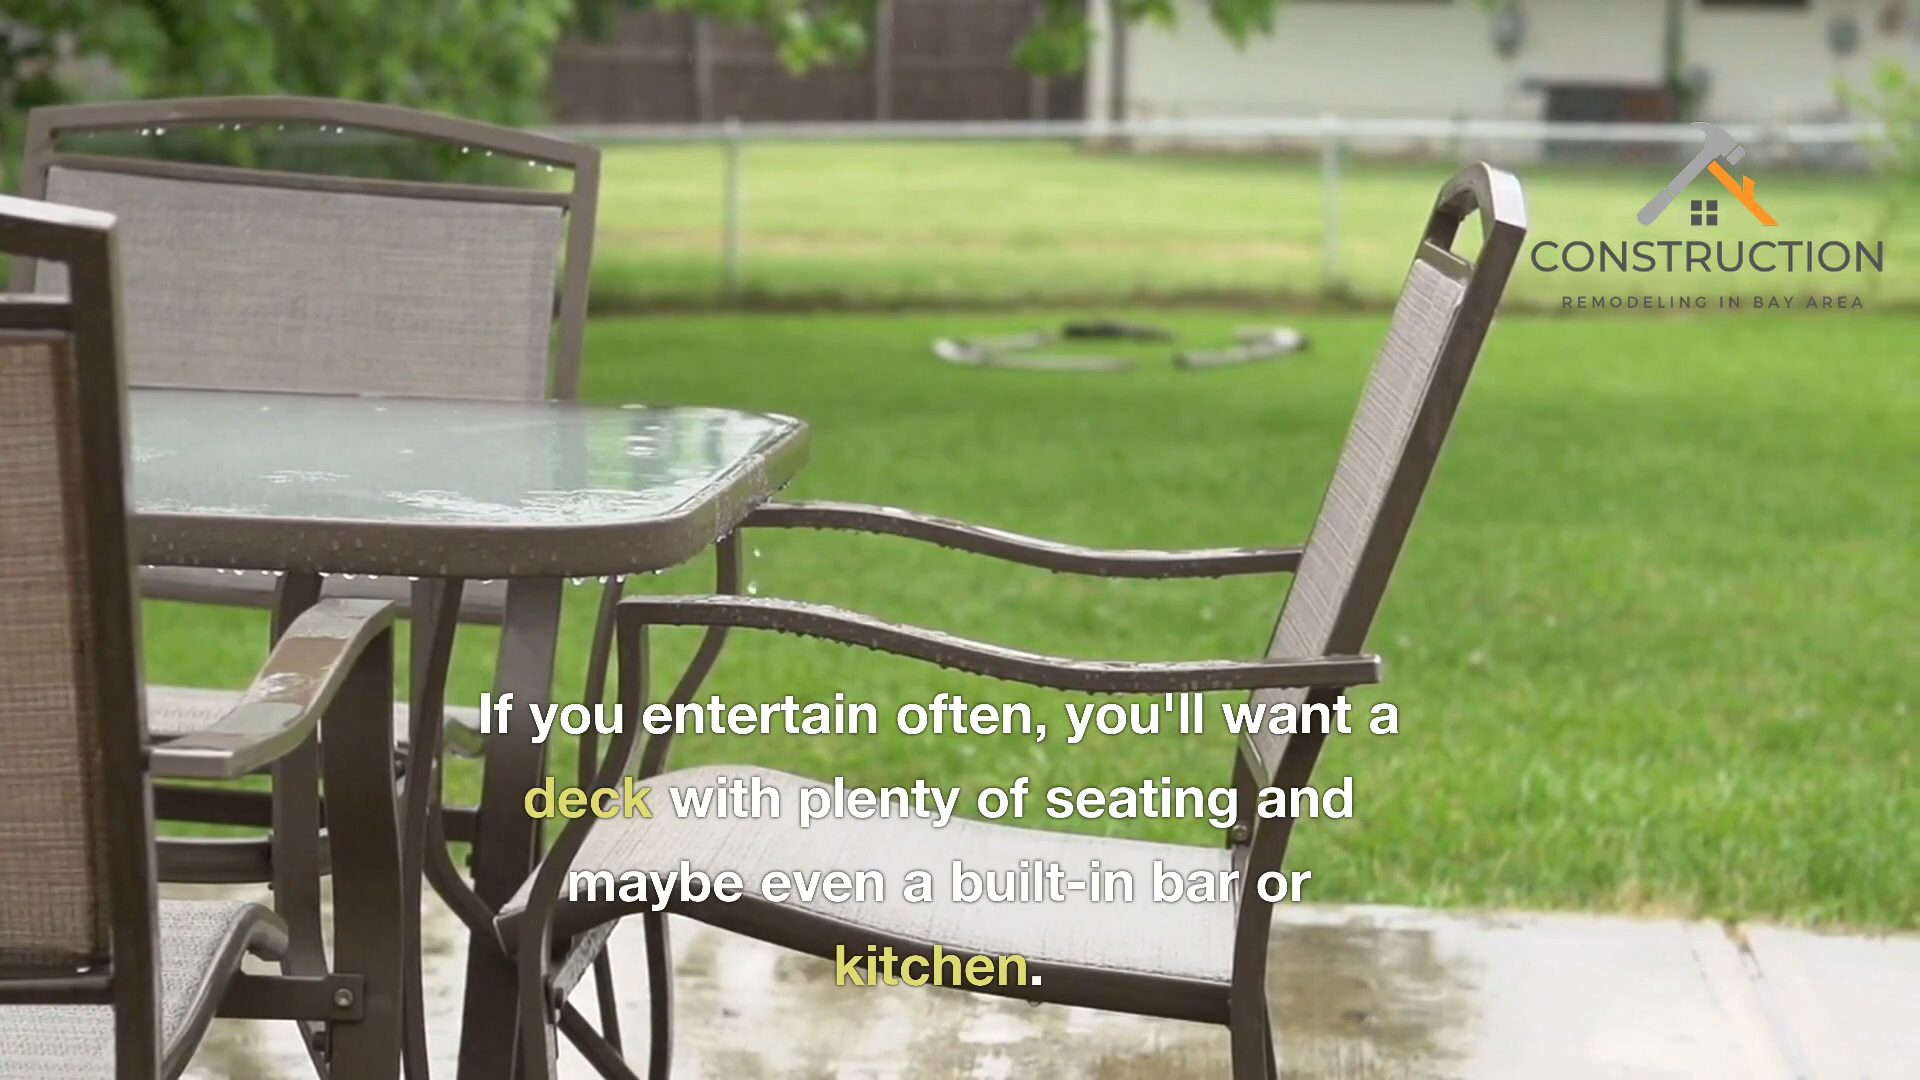 CONSTRUCTION
REMODELING IN BAY AREA
If you entertain often, you'll want a
deck with plenty of seating and
maybe even a built-in bar or
kitchen.